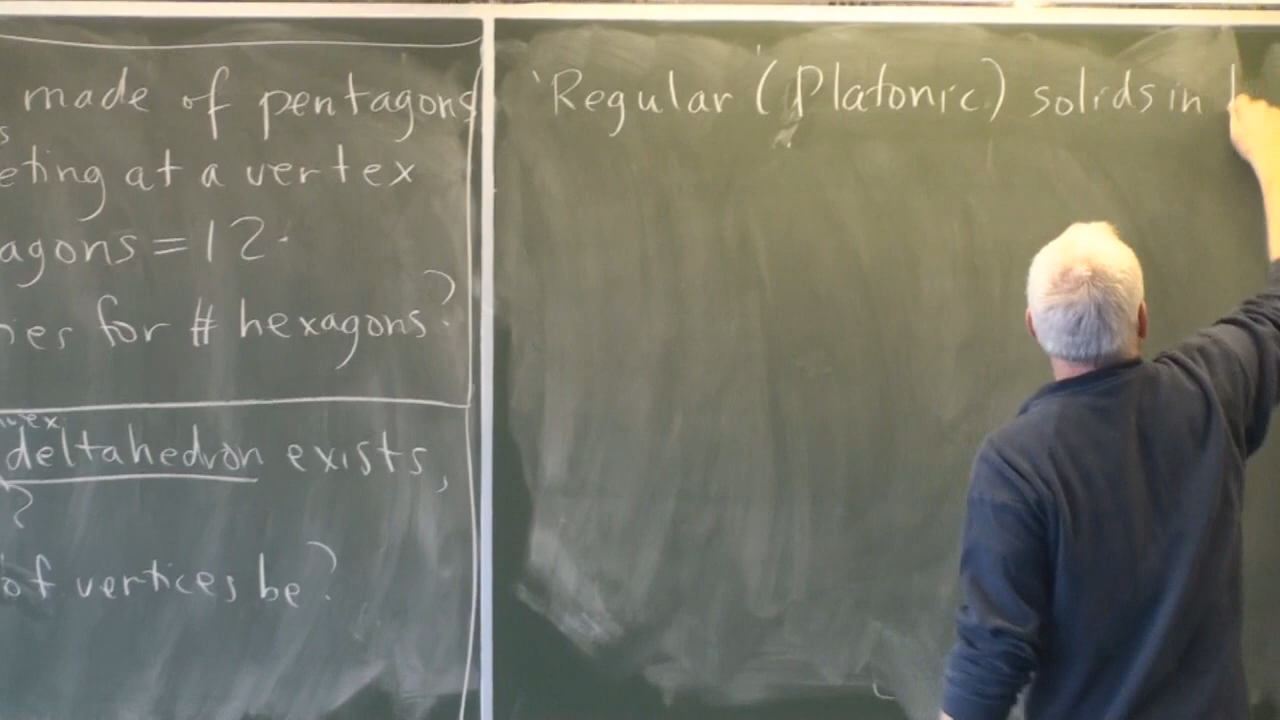 made of pentagons
eting at a vertex
agons = 12.
for # hexagons?
deltahedron exists,
?
of vertices be?
Regular (Platonic) solids in